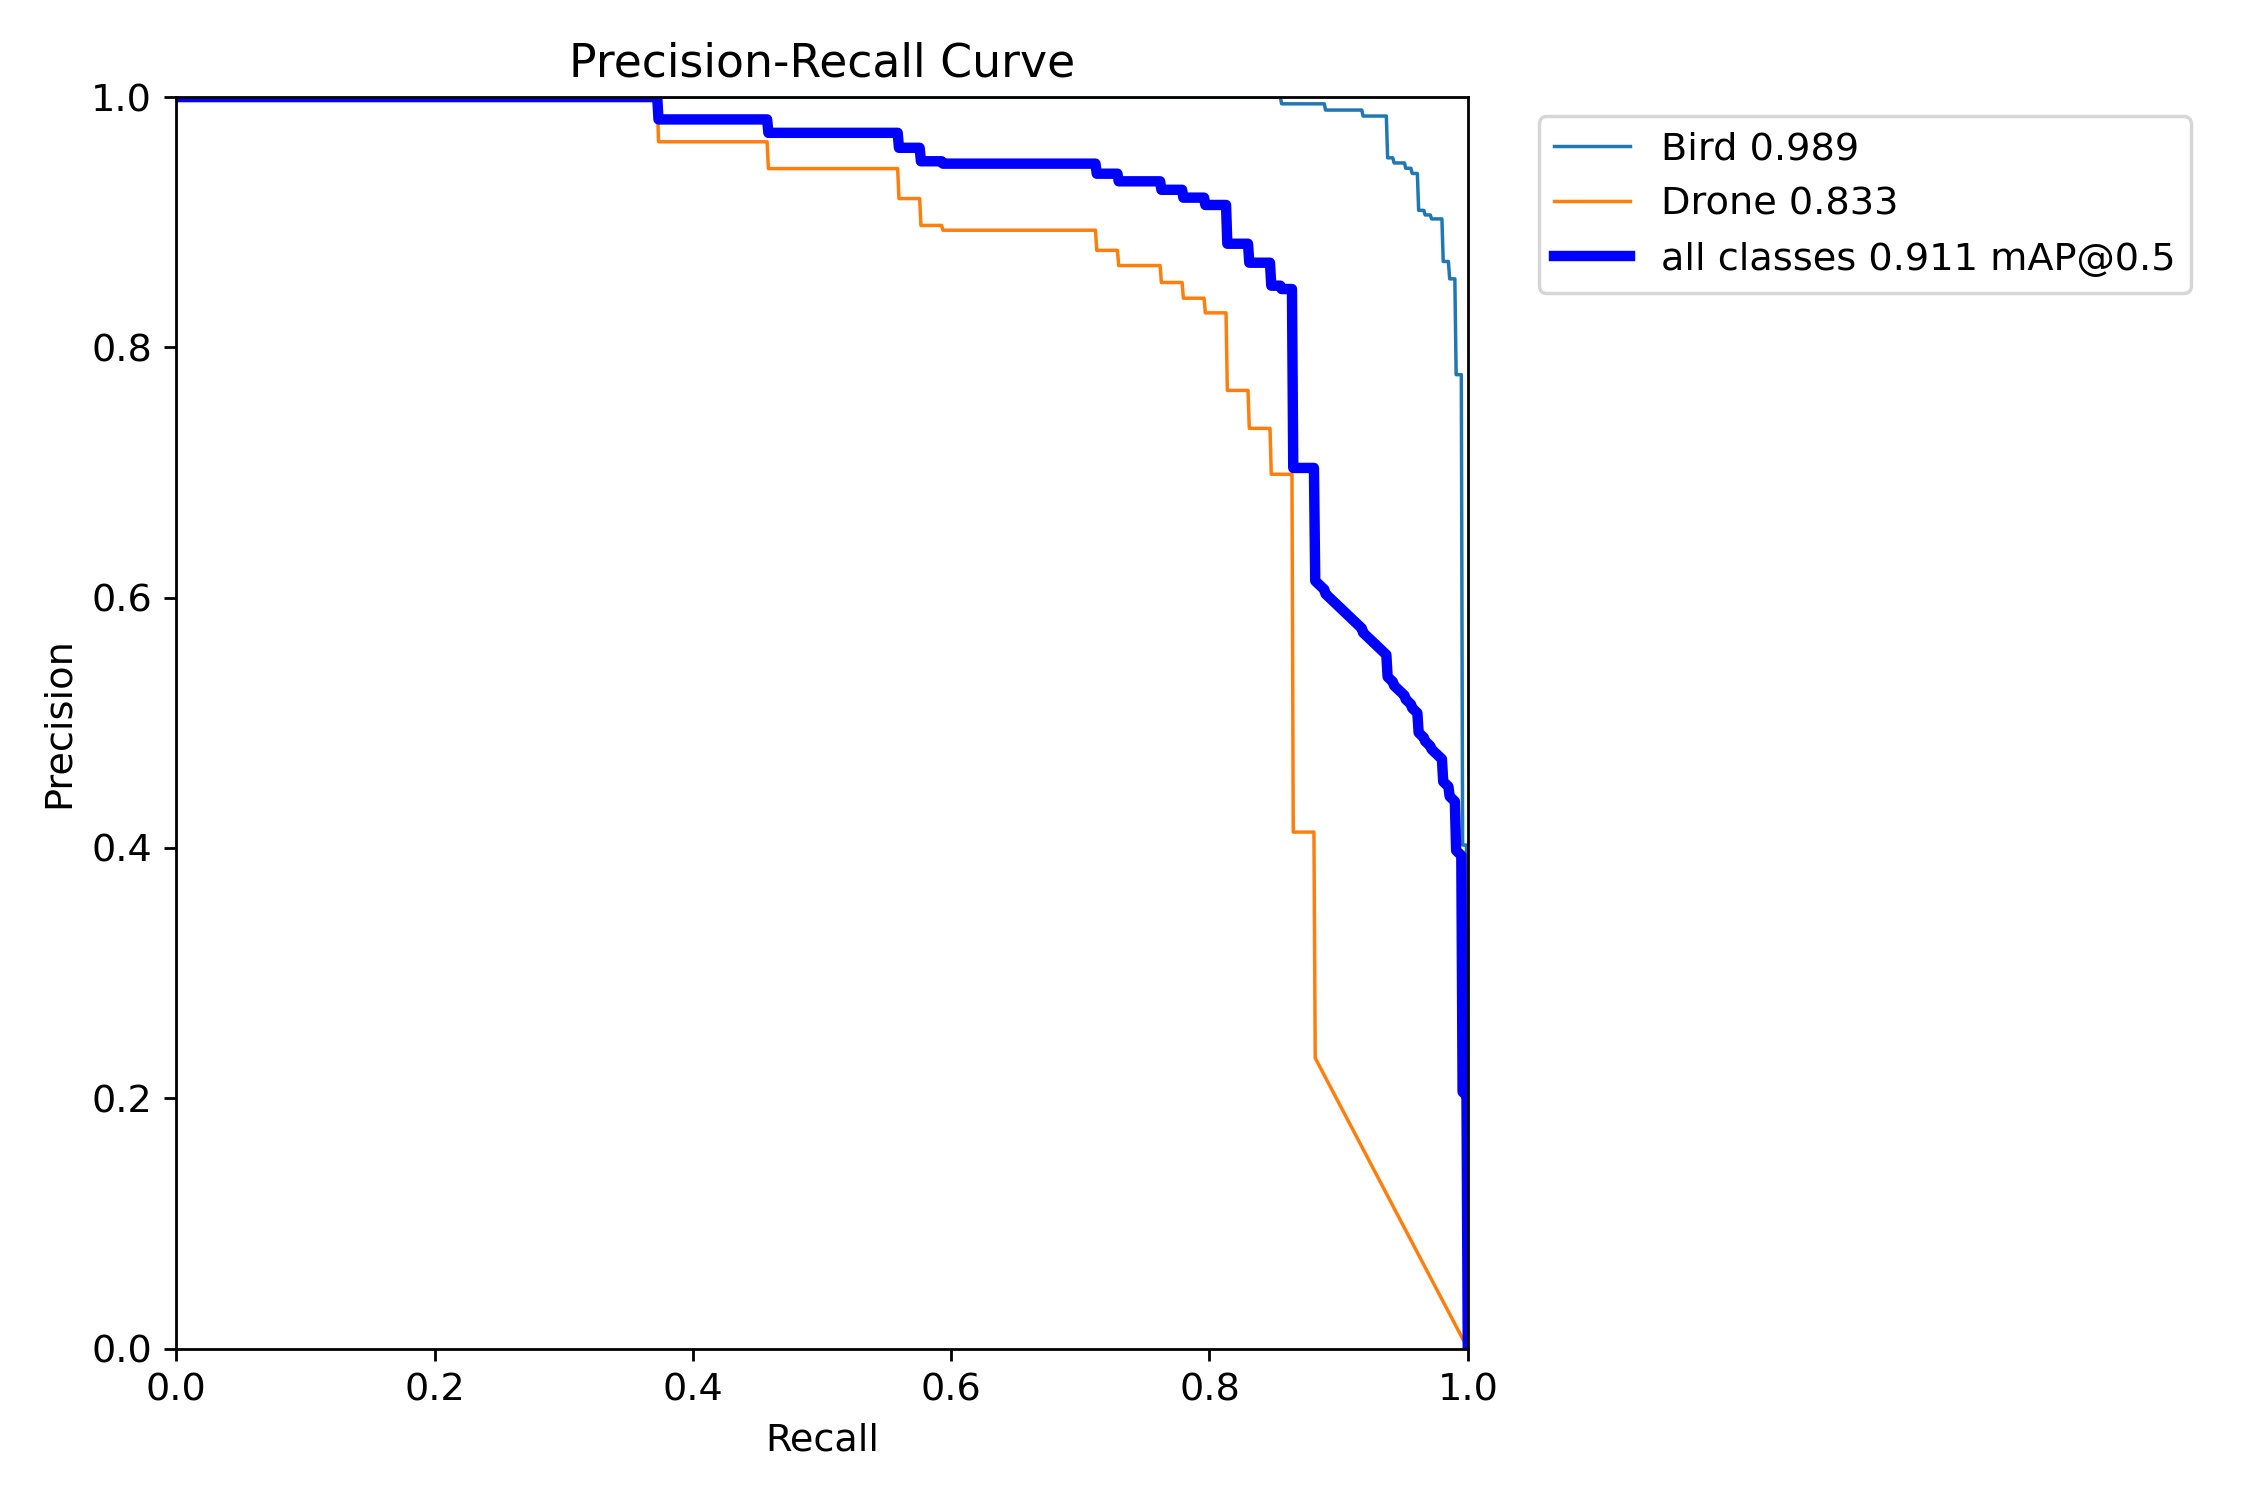 Precision-Recall Curve
Bird 0.989
Drone 0.833
all classes 0.911 mAP@0.5
1.0
0.8
0.6
0.4
0.2
0.0
Precision
0.0 0.2 0.4 0.6 0.8 1.0
Recall